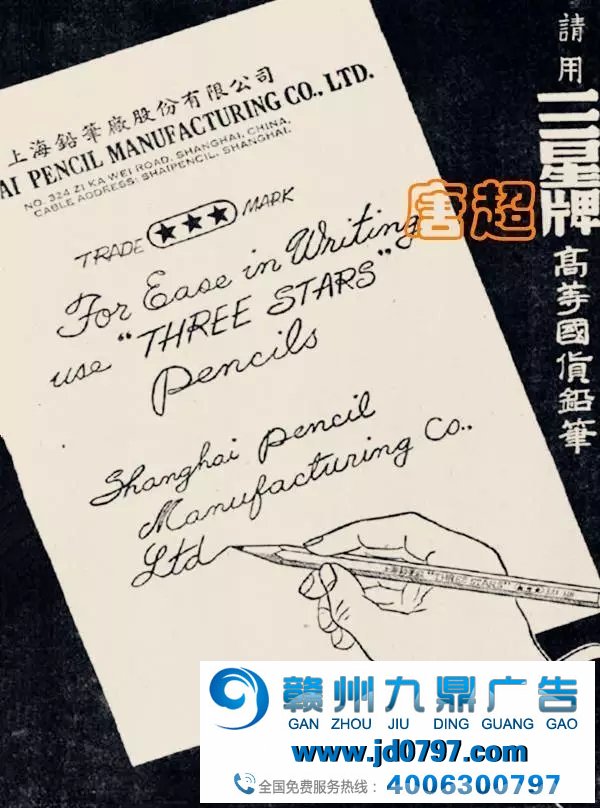 上海鉛筆廠股份有限公司
AI PENCIL MANUFACTURING CO., LTD.
NO. 324 ZI KA WEI ROAD, SHANGHAI, CHINA.
CABLE ADDRESS: SHAIPENCIL, SHANGHAI.
TRADE ★★★ MARK
For Ease in Writing
use "THREE STARS"
Pencils
Shanghai Pencil
Manufacturing Co.,
Ltd
"THREE STARS" ★★★
請用三星牌高等國貨鉛筆
唐超
赣州九鼎广告
GAN ZHOU JIU DING GUANG GAO
www.jd0797.com
全国免费服务热线：4006300797